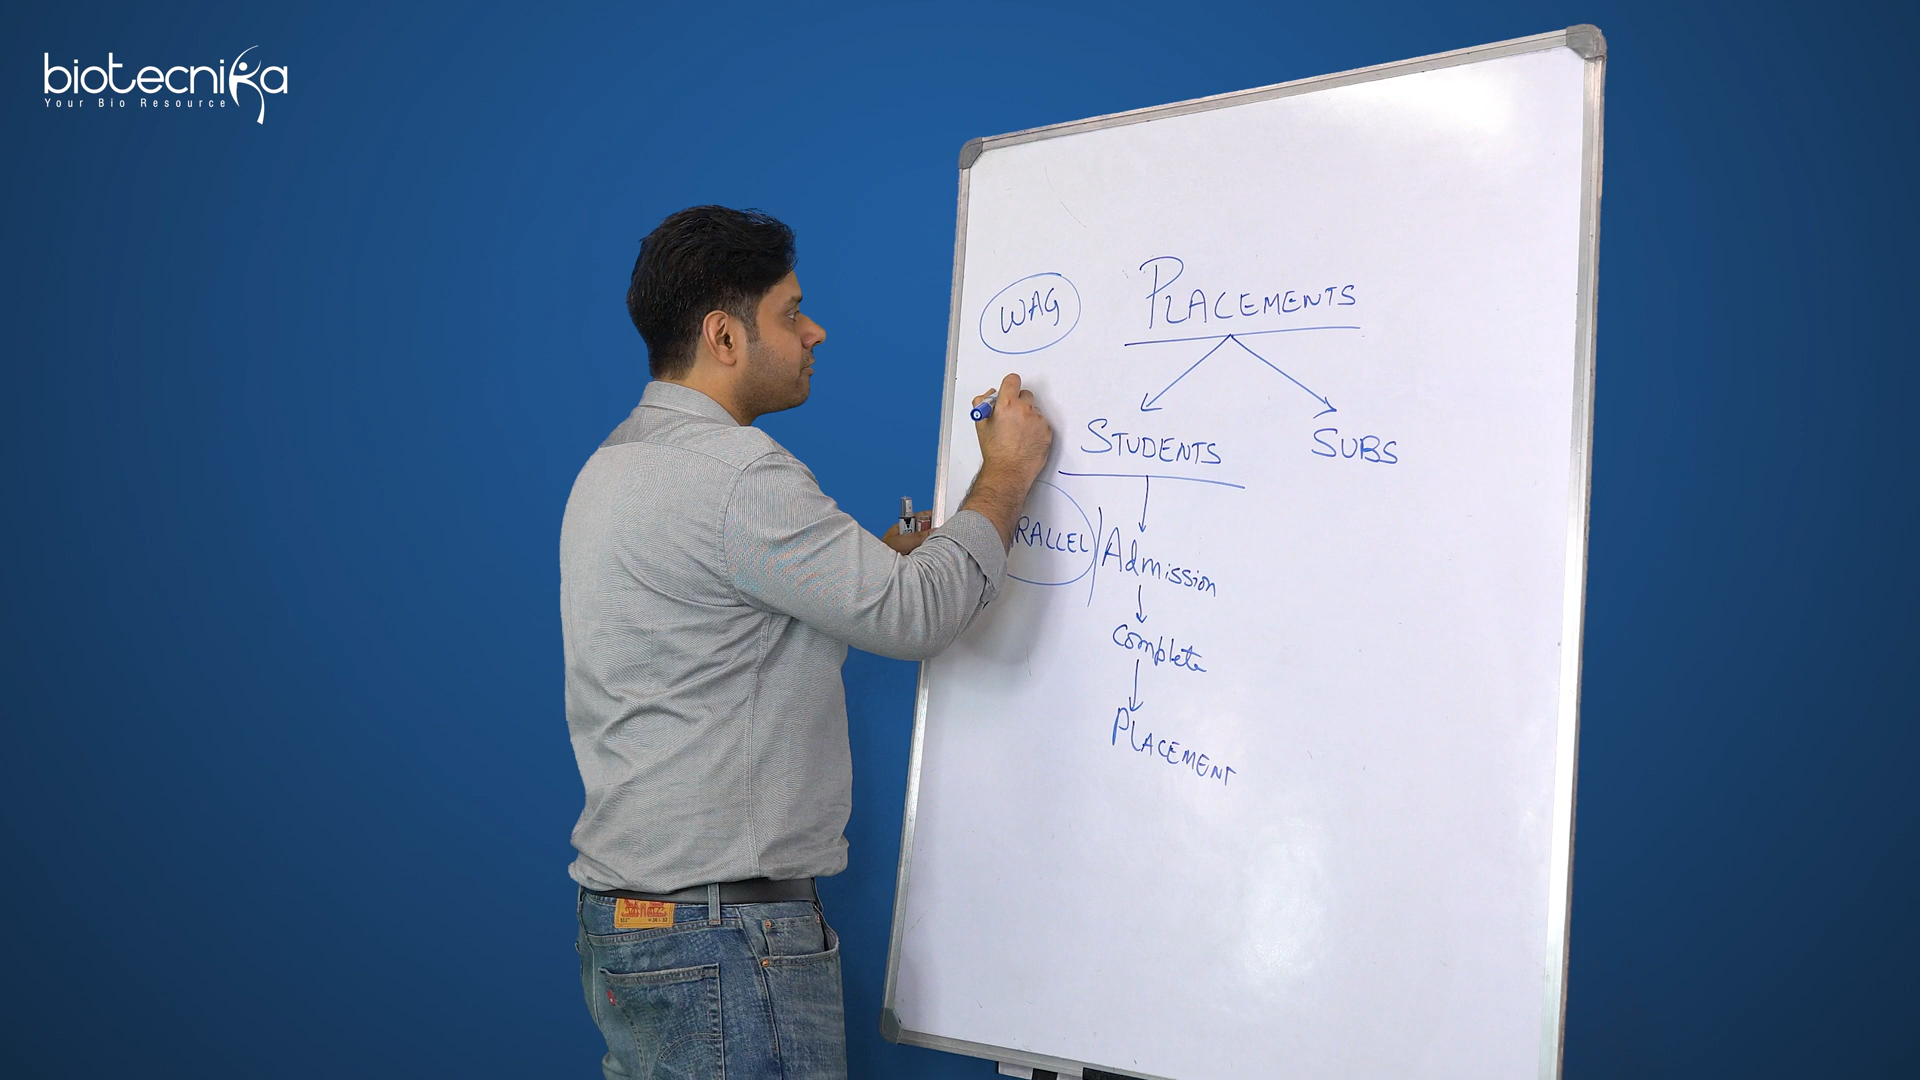 biotecnika
Your Bio Resource
WAG
PLACEMENTS
STUDENTS
SUBS
RALLEL
Admission
Complete
PLACEMENT